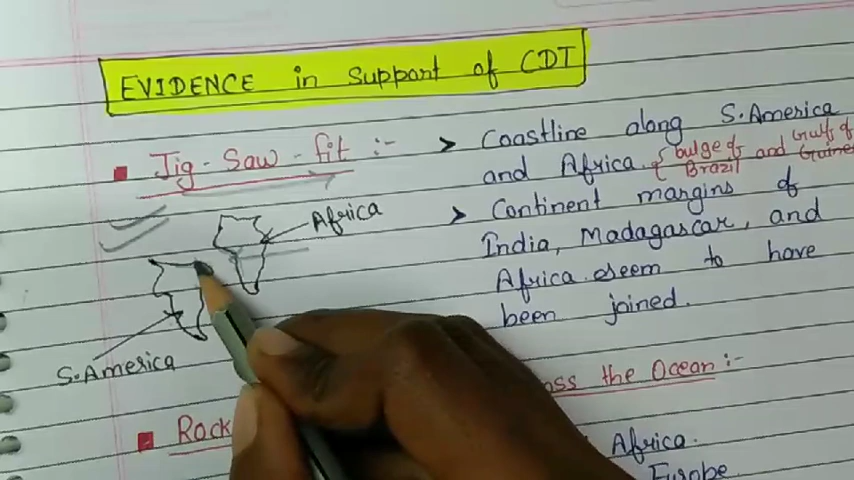 EVIDENCE in Support of CDT
Jig-Saw-fit :-
> Coastline along S.America
and Africa. { bulge of Brazil and Gulf of Guinea
> Continent margins of
India, Madagascar, and
Africa seem to have
been joined.
Africa
S.America
Rock
the Ocean :-
Africa.
Europe